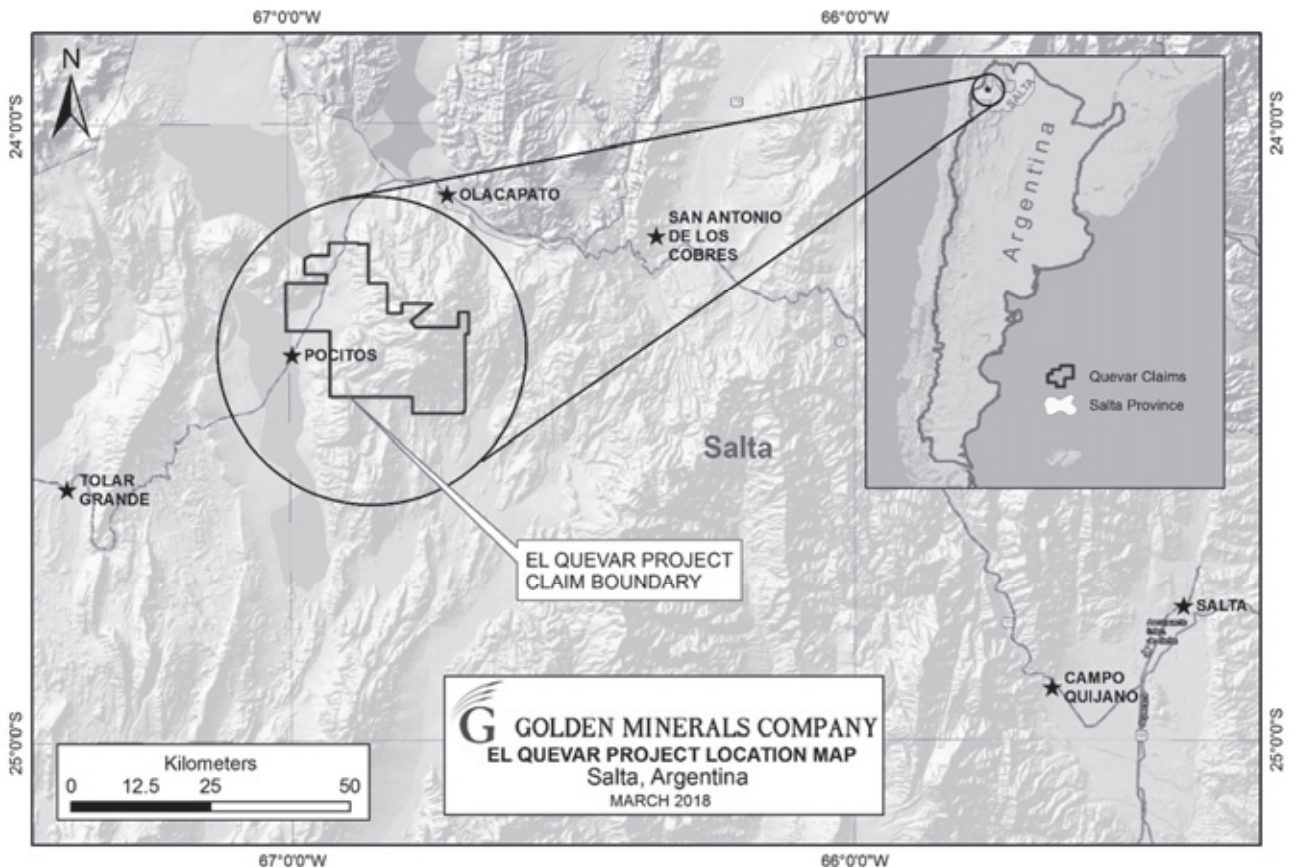 67°0'0"W
66°0'0"W
N
24°0'0"S
24°0'0"S
SALTA
Argentina
OLACAPATO
SAN ANTONIO
DE LOS
COBRES
Quevar Claims
Salta Province
POCITOS
Salta
TOLAR
GRANDE
EL QUEVAR PROJECT
CLAIM BOUNDARY
SALTA
CAMPO
QUIJANO
G GOLDEN MINERALS COMPANY
EL QUEVAR PROJECT LOCATION MAP
Salta, Argentina
MARCH 2018
25°0'0"S
25°0'0"S
Kilometers
0 12.5 25 50
67°0'0"W
66°0'0"W